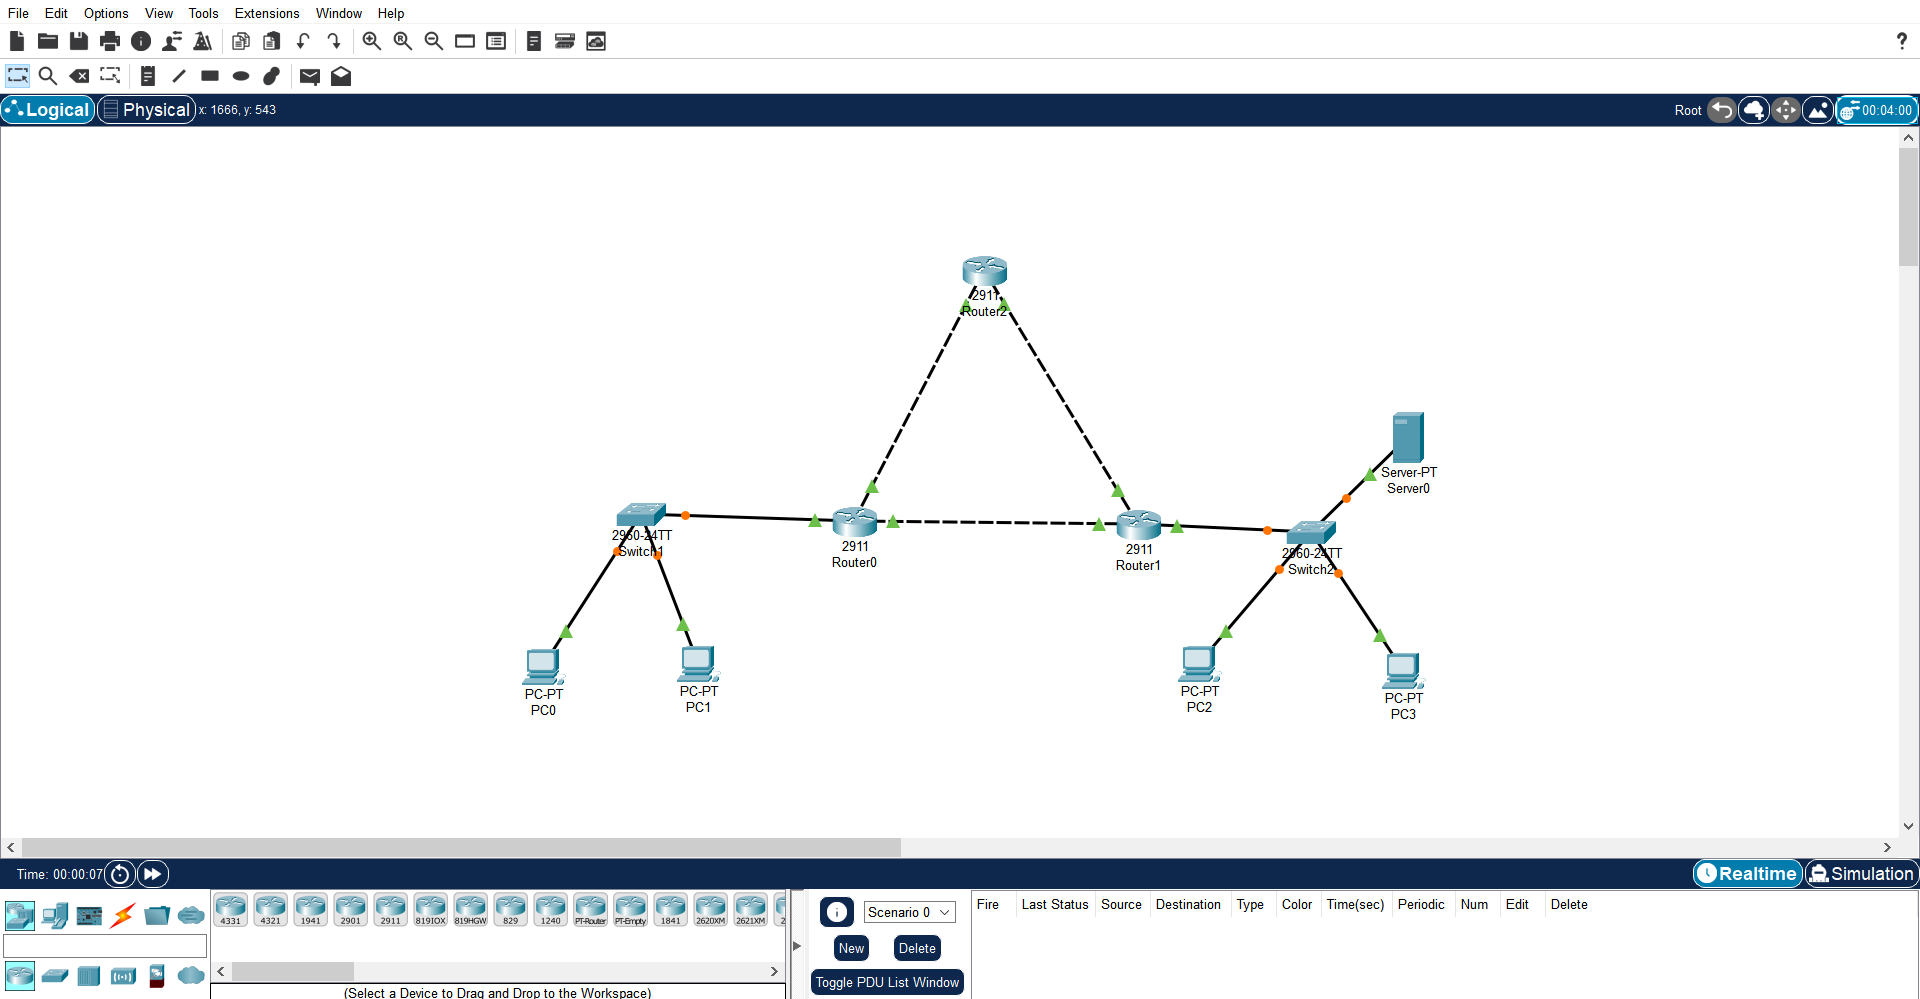 File Edit Options View Tools Extensions Window Help
?
Logical Physical x: 1666, y: 543 Root 00:04:00
2911
Router2
Server-PT
Server0
2960-24TT
Switch1
2911
Router0
2911
Router1
2960-24TT
Switch2
PC-PT
PC0
PC-PT
PC1
PC-PT
PC2
PC-PT
PC3
Time: 00:00:07 Realtime Simulation
4331 4321 1941 2901 2911 819IOX 819HGW 829 1240 PT-Router PT-Empty 1841 2620XM 2621XM 2
Scenario 0
New Delete
Toggle PDU List Window
Fire Last Status Source Destination Type Color Time(sec) Periodic Num Edit Delete
(Select a Device to Drag and Drop to the Workspace)